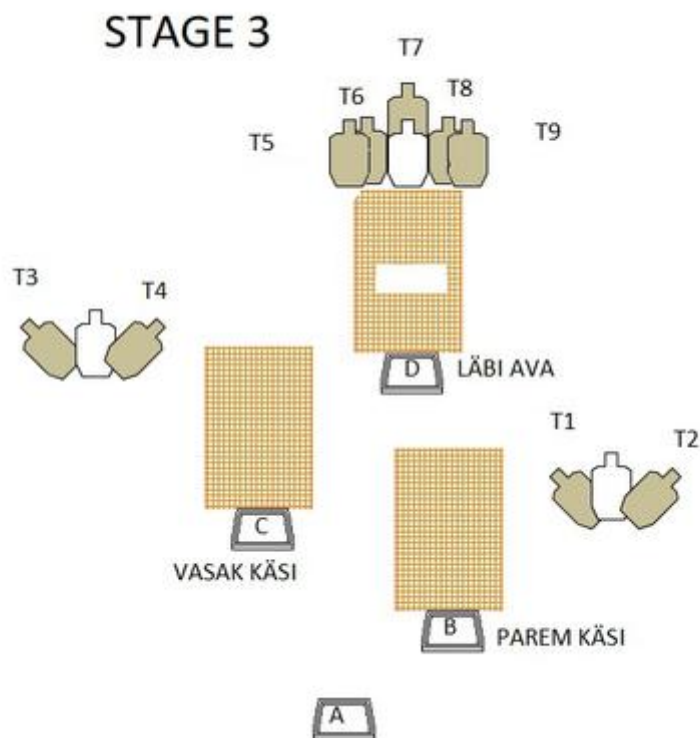 STAGE 3
T7
T6
T8
T5
T9
T3
T4
D
LÄBI AVA
T1
T2
C
VASAK KÄSI
B
PAREM KÄSI
A